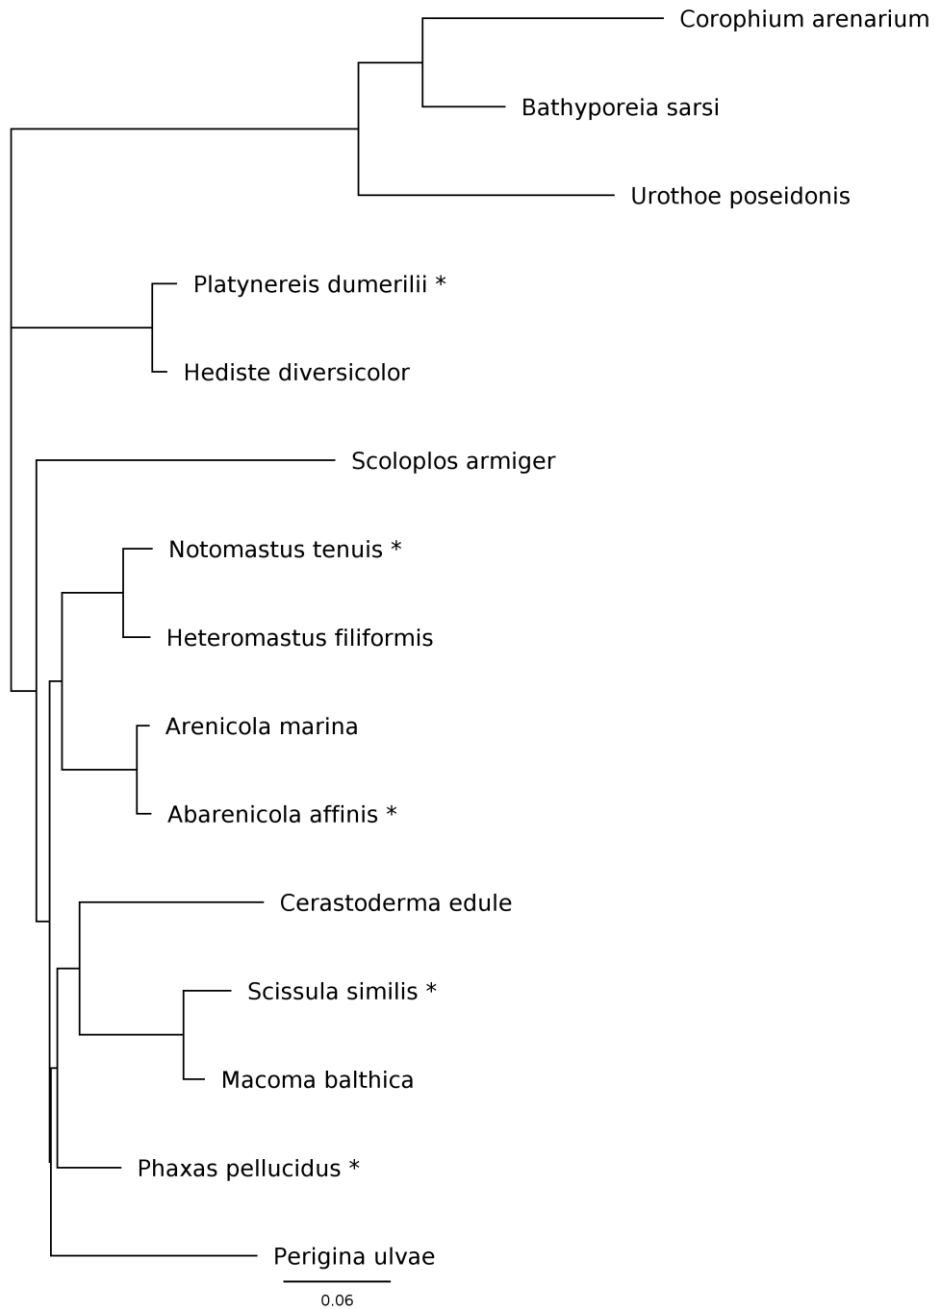 Corophium arenarium
Bathyporeia sarsi
Urothoe poseidonis
Platynereis dumerilii *
Hediste diversicolor
Scoloplos armiger
Notomastus tenuis *
Heteromastus filiformis
Arenicola marina
Abarenicola affinis *
Cerastoderma edule
Scissula similis *
Macoma balthica
Phaxas pellucidus *
Perigina ulvae
0.06